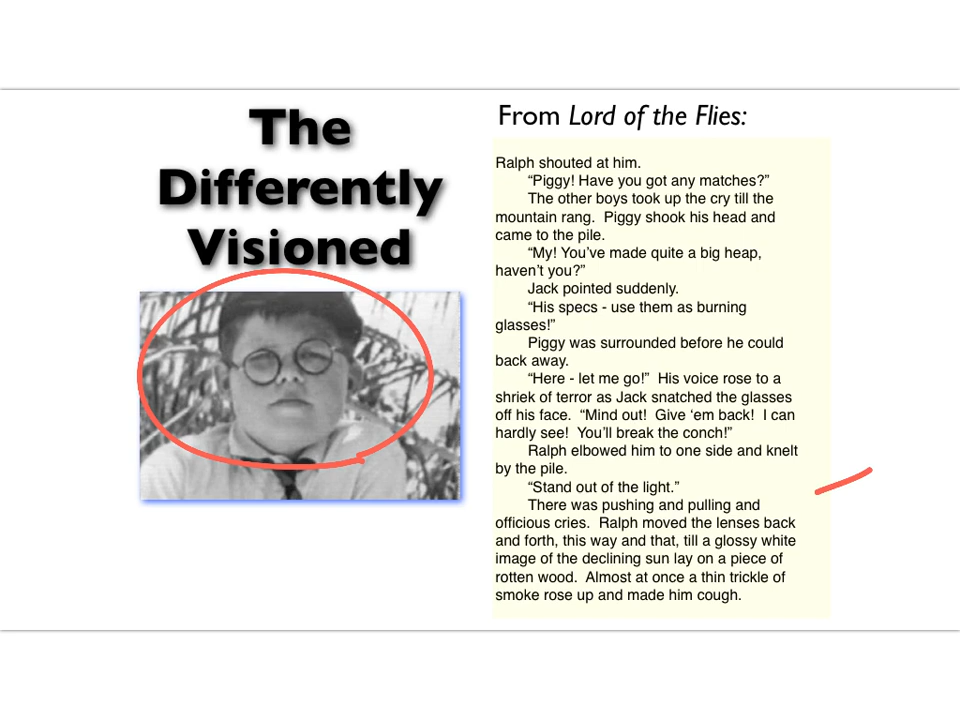 The
Differently
Visioned
From Lord of the Flies:
Ralph shouted at him.
“Piggy! Have you got any matches?”
The other boys took up the cry till the
mountain rang.  Piggy shook his head and
came to the pile.
“My! You’ve made quite a big heap,
haven’t you?”
Jack pointed suddenly.
“His specs - use them as burning
glasses!”
Piggy was surrounded before he could
back away.
“Here - let me go!”  His voice rose to a
shriek of terror as Jack snatched the glasses
off his face.  “Mind out!  Give ‘em back!  I can
hardly see!  You’ll break the conch!”
Ralph elbowed him to one side and knelt
by the pile.
“Stand out of the light.”
There was pushing and pulling and
officious cries.  Ralph moved the lenses back
and forth, this way and that, till a glossy white
image of the declining sun lay on a piece of
rotten wood.  Almost at once a thin trickle of
smoke rose up and made him cough.